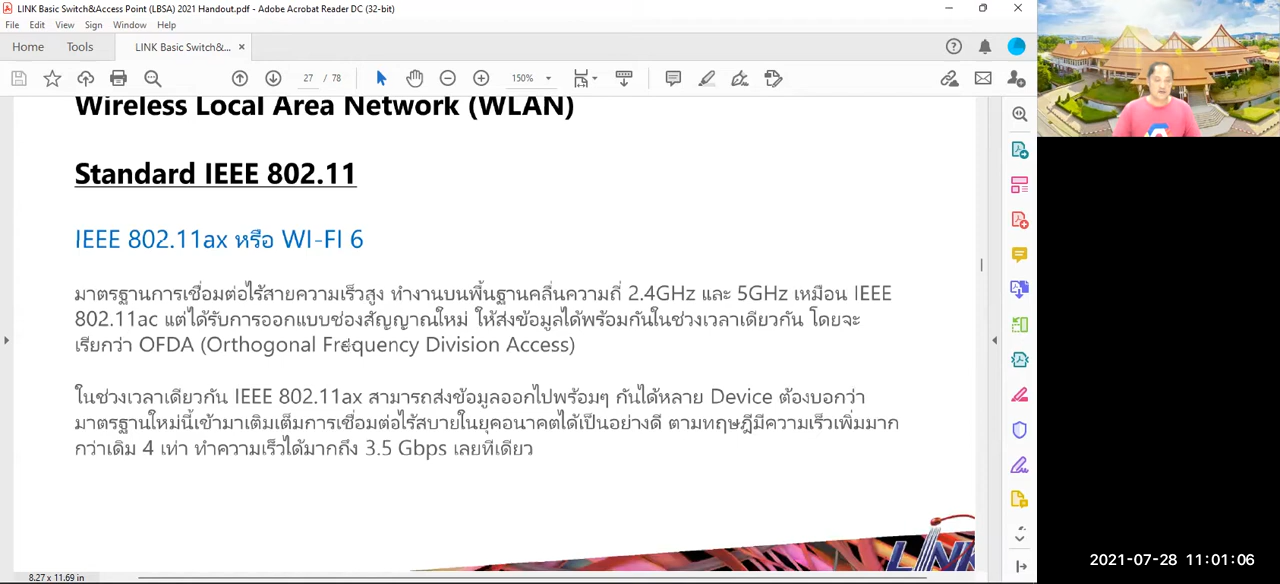 LINK Basic Switch&Access Point (LBSA) 2021 Handout.pdf - Adobe Acrobat Reader DC (32-bit)
File Edit View Sign Window Help
Home Tools LINK Basic Switch&... ×
27 / 78 150%
Wireless Local Area Network (WLAN)
Standard IEEE 802.11
IEEE 802.11ax หรือ WI-FI 6
มาตรฐานการเชื่อมต่อไร้สายความเร็วสูง ทำงานบนพื้นฐานคลื่นความถี่ 2.4GHz และ 5GHz เหมือน IEEE
802.11ac แต่ได้รับการออกแบบช่องสัญญาณใหม่ ให้ส่งข้อมูลได้พร้อมกันในช่วงเวลาเดียวกัน โดยจะ
เรียกว่า OFDA (Orthogonal Frequency Division Access)
ในช่วงเวลาเดียวกัน IEEE 802.11ax สามารถส่งข้อมูลออกไปพร้อมๆ กันได้หลาย Device ต้องบอกว่า
มาตรฐานใหม่นี้เข้ามาเติมเต็มการเชื่อมต่อไร้สบายในยุคอนาคตได้เป็นอย่างดี ตามทฤษฎีมีความเร็วเพิ่มมาก
กว่าเดิม 4 เท่า ทำความเร็วได้มากถึง 3.5 Gbps เลยทีเดียว
LINK
8.27 x 11.69 in
2021-07-28 11:01:06